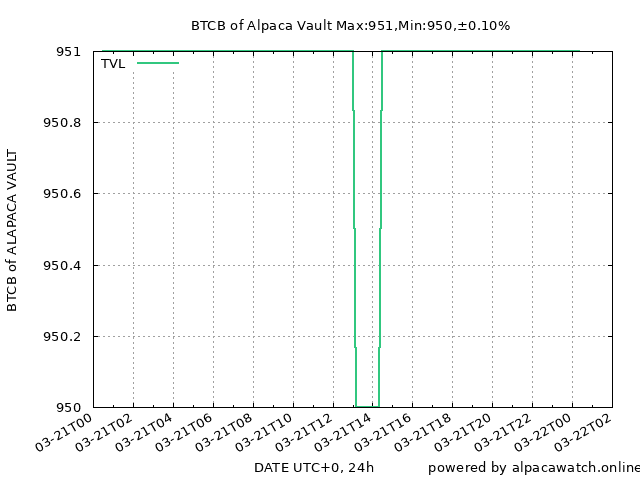 BTCB of Alpaca Vault Max:951,Min:950,±0.10%
TVL
951
950.8
950.6
950.4
950.2
950
BTCB of ALAPACA VAULT
03-21T00
03-21T02
03-21T04
03-21T06
03-21T08
03-21T10
03-21T12
03-21T14
03-21T16
03-21T18
03-21T20
03-21T22
03-22T00
03-22T02
DATE UTC+0, 24h
powered by alpacawatch.online